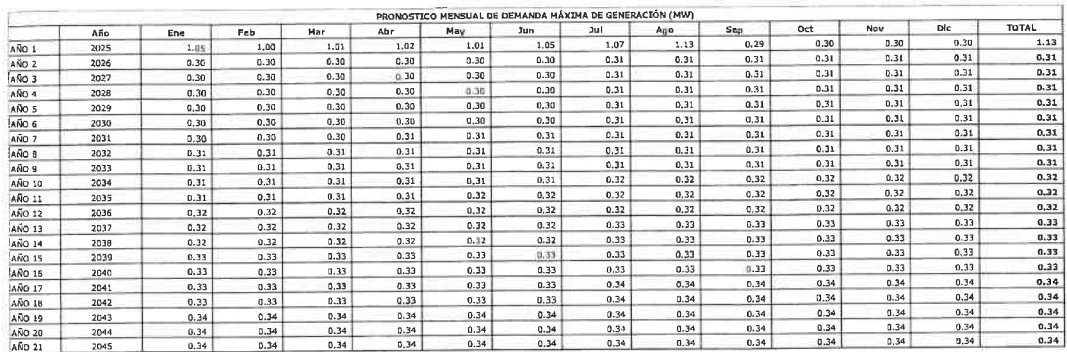 PRONOSTICO MENSUAL DE DEMANDA MÁXIMA DE GENERACIÓN (MW)
Año Ene Feb Mar Abr May Jun Jul Ago Sep Oct Nov Dic TOTAL
AÑO 1 2025 1.05 1.00 1.01 1.02 1.01 1.05 1.07 1.13 0.29 0.30 0.30 0.30 1.13
AÑO 2 2026 0.30 0.30 0.30 0.30 0.30 0.30 0.31 0.31 0.31 0.31 0.31 0.31 0.31
AÑO 3 2027 0.30 0.30 0.30 0.30 0.30 0.30 0.31 0.31 0.31 0.31 0.31 0.31 0.31
AÑO 4 2028 0.30 0.30 0.30 0.30 0.30 0.30 0.31 0.31 0.31 0.31 0.31 0.31 0.31
AÑO 5 2029 0.30 0.30 0.30 0.30 0.30 0.30 0.31 0.31 0.31 0.31 0.31 0.31 0.31
AÑO 6 2030 0.30 0.30 0.30 0.30 0.30 0.30 0.31 0.31 0.31 0.31 0.31 0.31 0.31
AÑO 7 2031 0.30 0.30 0.30 0.31 0.31 0.31 0.31 0.31 0.31 0.31 0.31 0.31 0.31
AÑO 8 2032 0.31 0.31 0.31 0.31 0.31 0.31 0.31 0.31 0.31 0.31 0.31 0.31 0.31
AÑO 9 2033 0.31 0.31 0.31 0.31 0.31 0.31 0.31 0.31 0.31 0.31 0.31 0.31 0.31
AÑO 10 2034 0.31 0.31 0.31 0.31 0.31 0.31 0.32 0.32 0.32 0.32 0.32 0.32 0.32
AÑO 11 2035 0.31 0.31 0.31 0.31 0.32 0.32 0.32 0.32 0.32 0.32 0.32 0.32 0.32
AÑO 12 2036 0.32 0.32 0.32 0.32 0.32 0.32 0.32 0.32 0.32 0.32 0.32 0.32 0.32
AÑO 13 2037 0.32 0.32 0.32 0.32 0.32 0.32 0.33 0.33 0.33 0.33 0.33 0.33 0.33
AÑO 14 2038 0.32 0.32 0.32 0.32 0.32 0.32 0.33 0.33 0.33 0.33 0.33 0.33 0.33
AÑO 15 2039 0.33 0.33 0.33 0.33 0.33 0.33 0.33 0.33 0.33 0.33 0.33 0.33 0.33
AÑO 16 2040 0.33 0.33 0.33 0.33 0.33 0.33 0.33 0.33 0.33 0.33 0.33 0.33 0.33
AÑO 17 2041 0.33 0.33 0.33 0.33 0.33 0.33 0.34 0.34 0.34 0.34 0.34 0.34 0.34
AÑO 18 2042 0.33 0.33 0.33 0.33 0.33 0.33 0.34 0.34 0.34 0.34 0.34 0.34 0.34
AÑO 19 2043 0.34 0.34 0.34 0.34 0.34 0.34 0.34 0.34 0.34 0.34 0.34 0.34 0.34
AÑO 20 2044 0.34 0.34 0.34 0.34 0.34 0.34 0.34 0.34 0.34 0.34 0.34 0.34 0.34
AÑO 21 2045 0.34 0.34 0.34 0.34 0.34 0.34 0.34 0.34 0.34 0.34 0.34 0.34 0.34